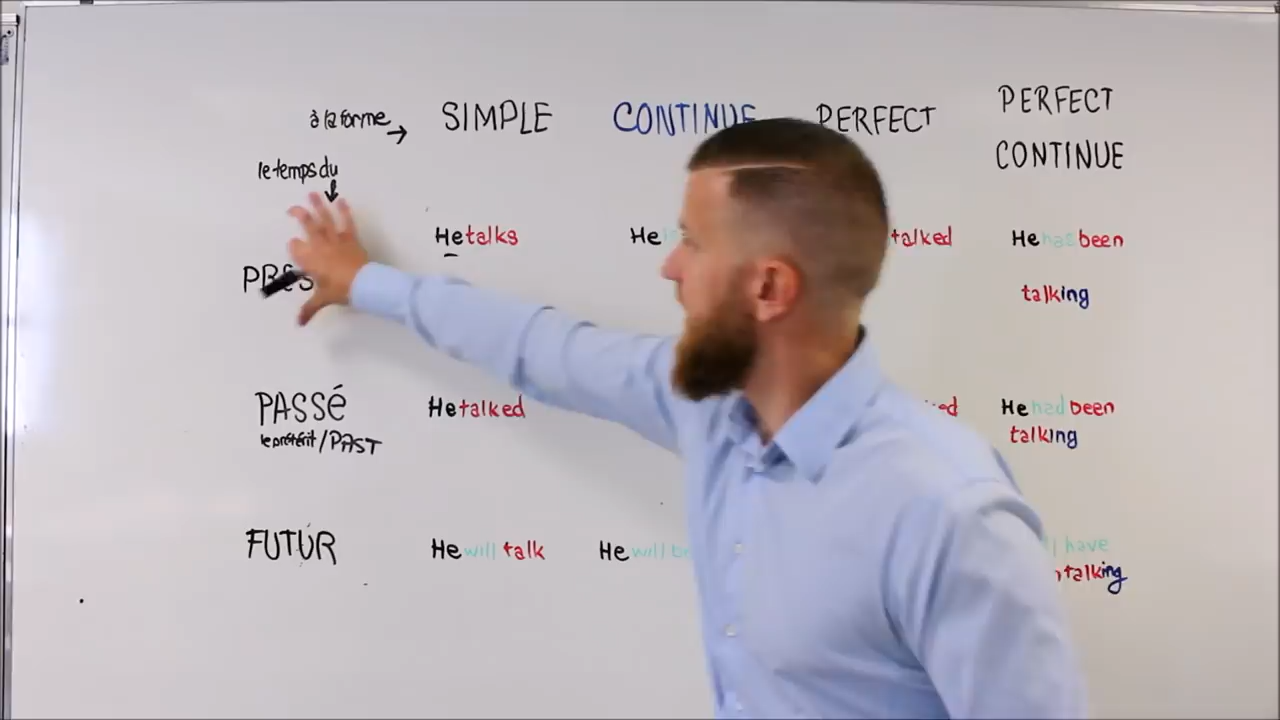 à la forme → SIMPLE CONTINUE PERFECT PERFECT
CONTINUE
le temps du
He talks He talked He has been
talking
PASSÉ He talked He had been
le prétérit / PAST talking
FUTUR He will talk He will have
talking